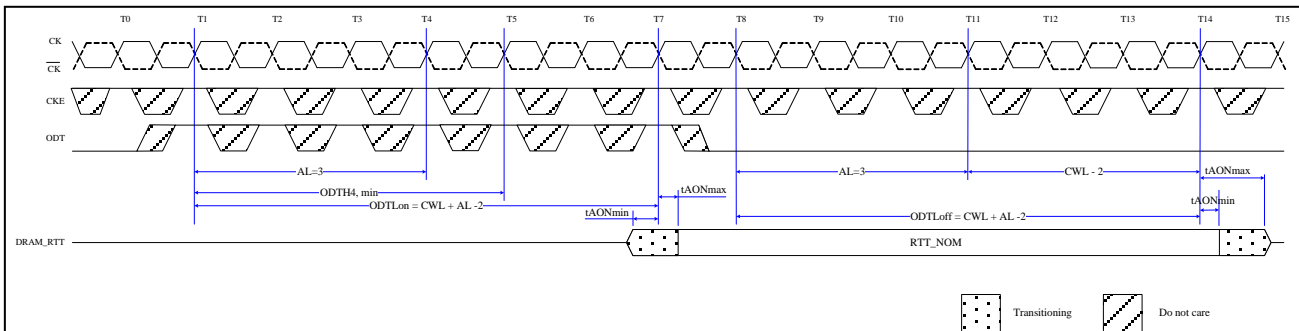 T0 T1 T2 T3 T4 T5 T6 T7 T8 T9 T10 T11 T12 T13 T14 T15
CK
CK
CKE
ODT
AL=3 AL=3 CWL - 2
tAONmax
ODTH4, min
tAONmax
ODTLon = CWL + AL -2
tAONmin
tAONmin
ODTLoff = CWL + AL -2
DRAM_RTT
RTT_NOM
Transitioning
Do not care